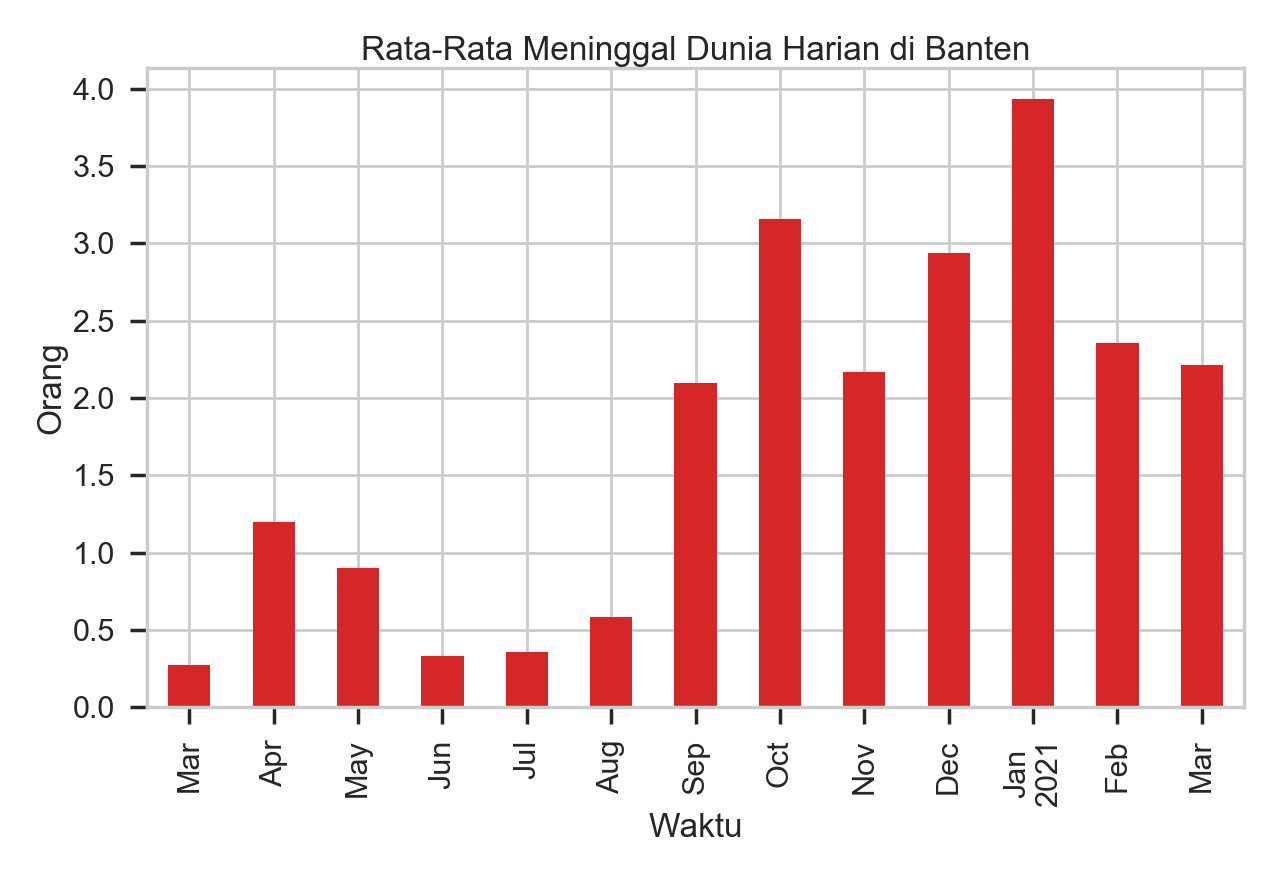 Rata-Rata Meninggal Dunia Harian di Banten
4.0
3.5
3.0
2.5
2.0
1.5
1.0
0.5
0.0
Orang
Mar
Apr
May
Jun
Jul
Aug
Sep
Oct
Nov
Dec
Jan
2021
Feb
Mar
Waktu